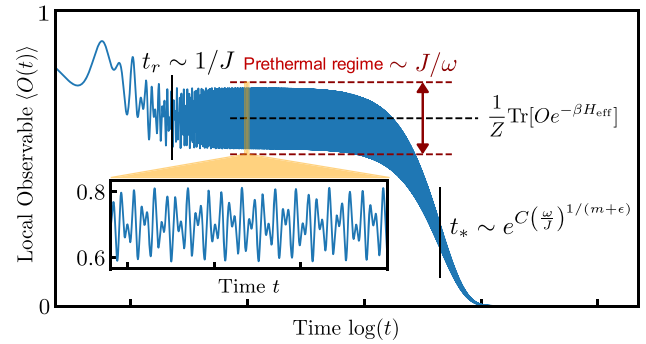 1
Local Observable ⟨O(t)⟩
0
t_r ∼ 1/J
Prethermal regime ∼ J/ω
1/Z Tr[Oe^{−βH_eff}]
t_* ∼ e^{C(ω/J)^{1/(m+ϵ)}}
0.8
0.6
Time t
Time log(t)